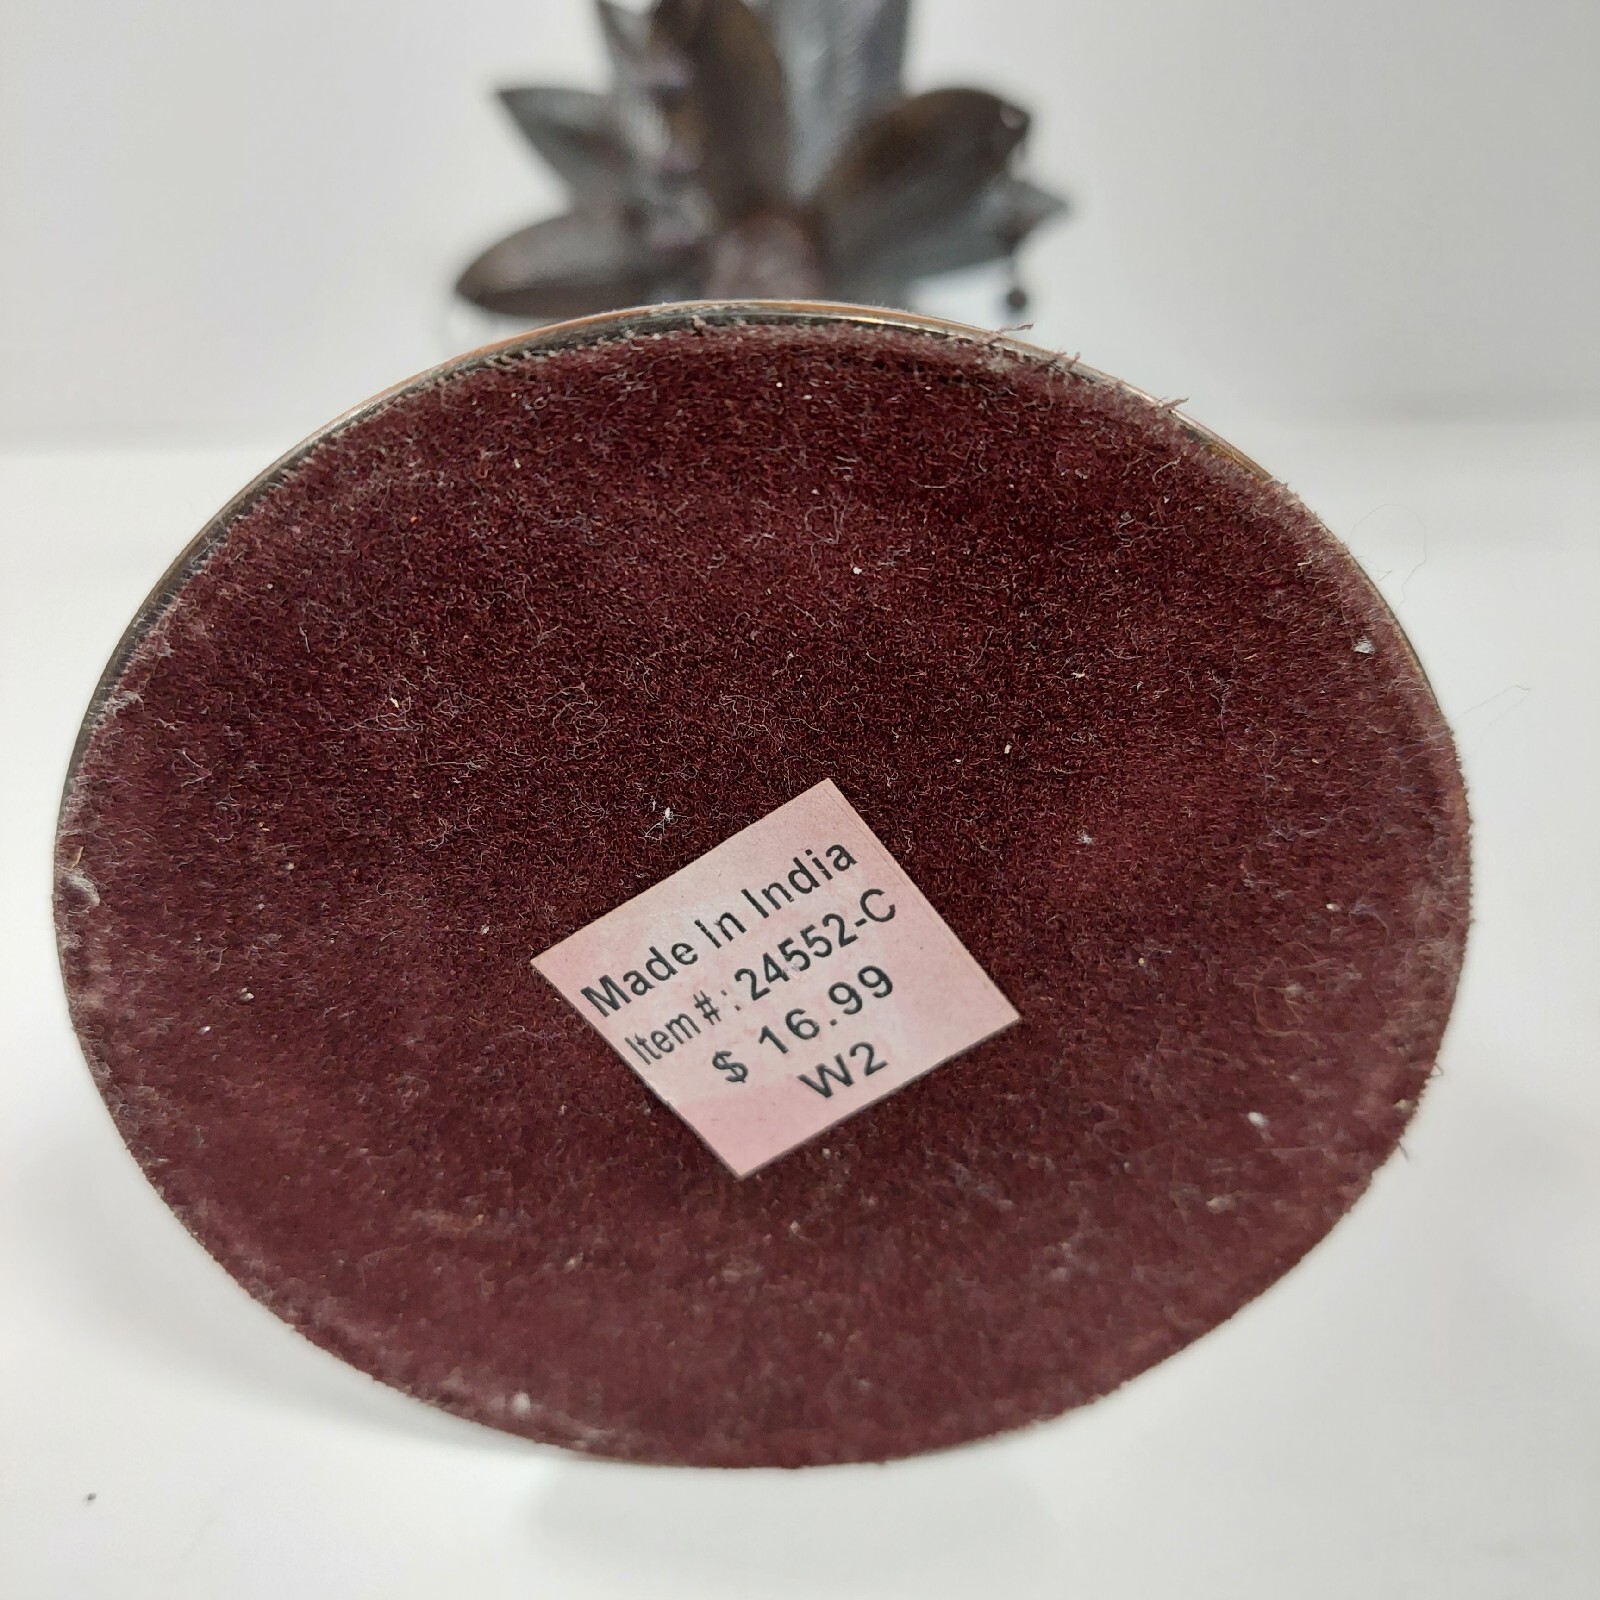 Made In India
Item #: 24552-C
$ 16.99
W2